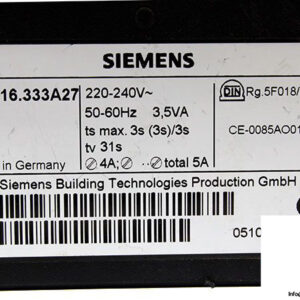 SIEMENS
16.333A27
220-240V~
50-60Hz 3,5VA
ts max. 3s (3s)/3s
tv 31s
4A; total 5A
DIN Rg.5F018/
CE-0085AO01
in Germany
Siemens Building Technologies Production GmbH
0510